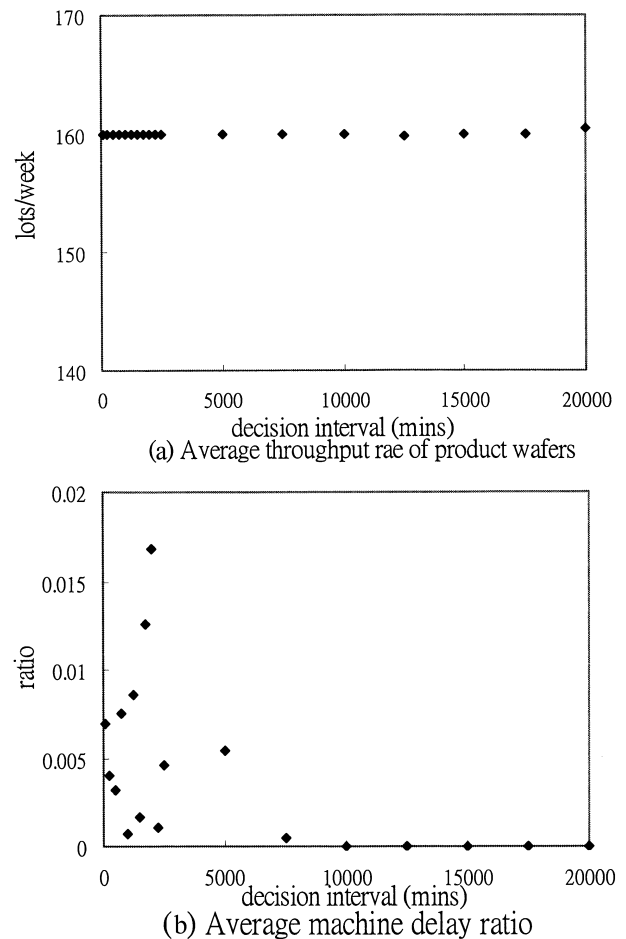 170
160
150
140
lots/week
0 5000 10000 15000 20000
decision interval (mins)
(a) Average throughput rae of product wafers
0.02
0.015
0.01
0.005
0
ratio
0 5000 10000 15000 20000
decision interval (mins)
(b) Average machine delay ratio